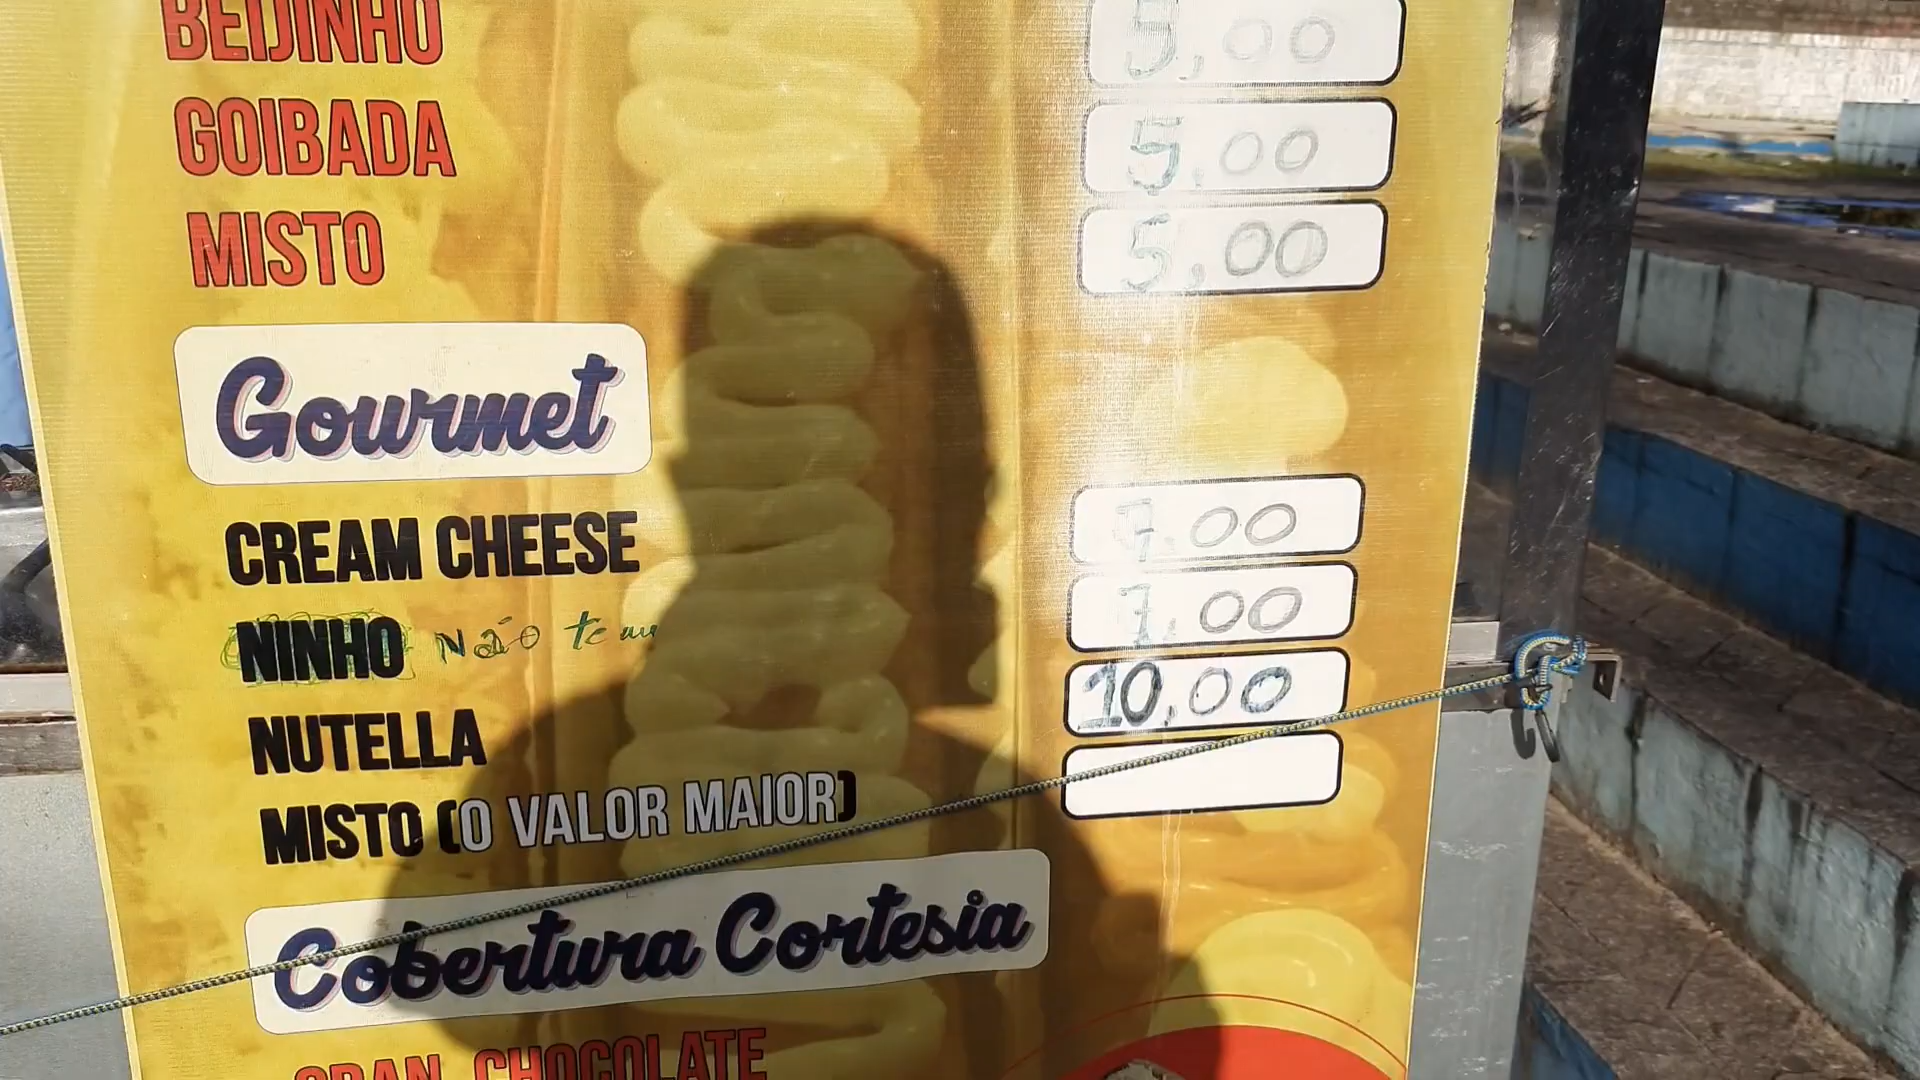 BEIJINHO 5,00
GOIBADA 5,00
MISTO 5,00
Gourmet
CREAM CHEESE 7,00
NINHO Não tem 7,00
NUTELLA 10,00
MISTO (O VALOR MAIOR)
Cobertura Cortesia
CHOCOLATE